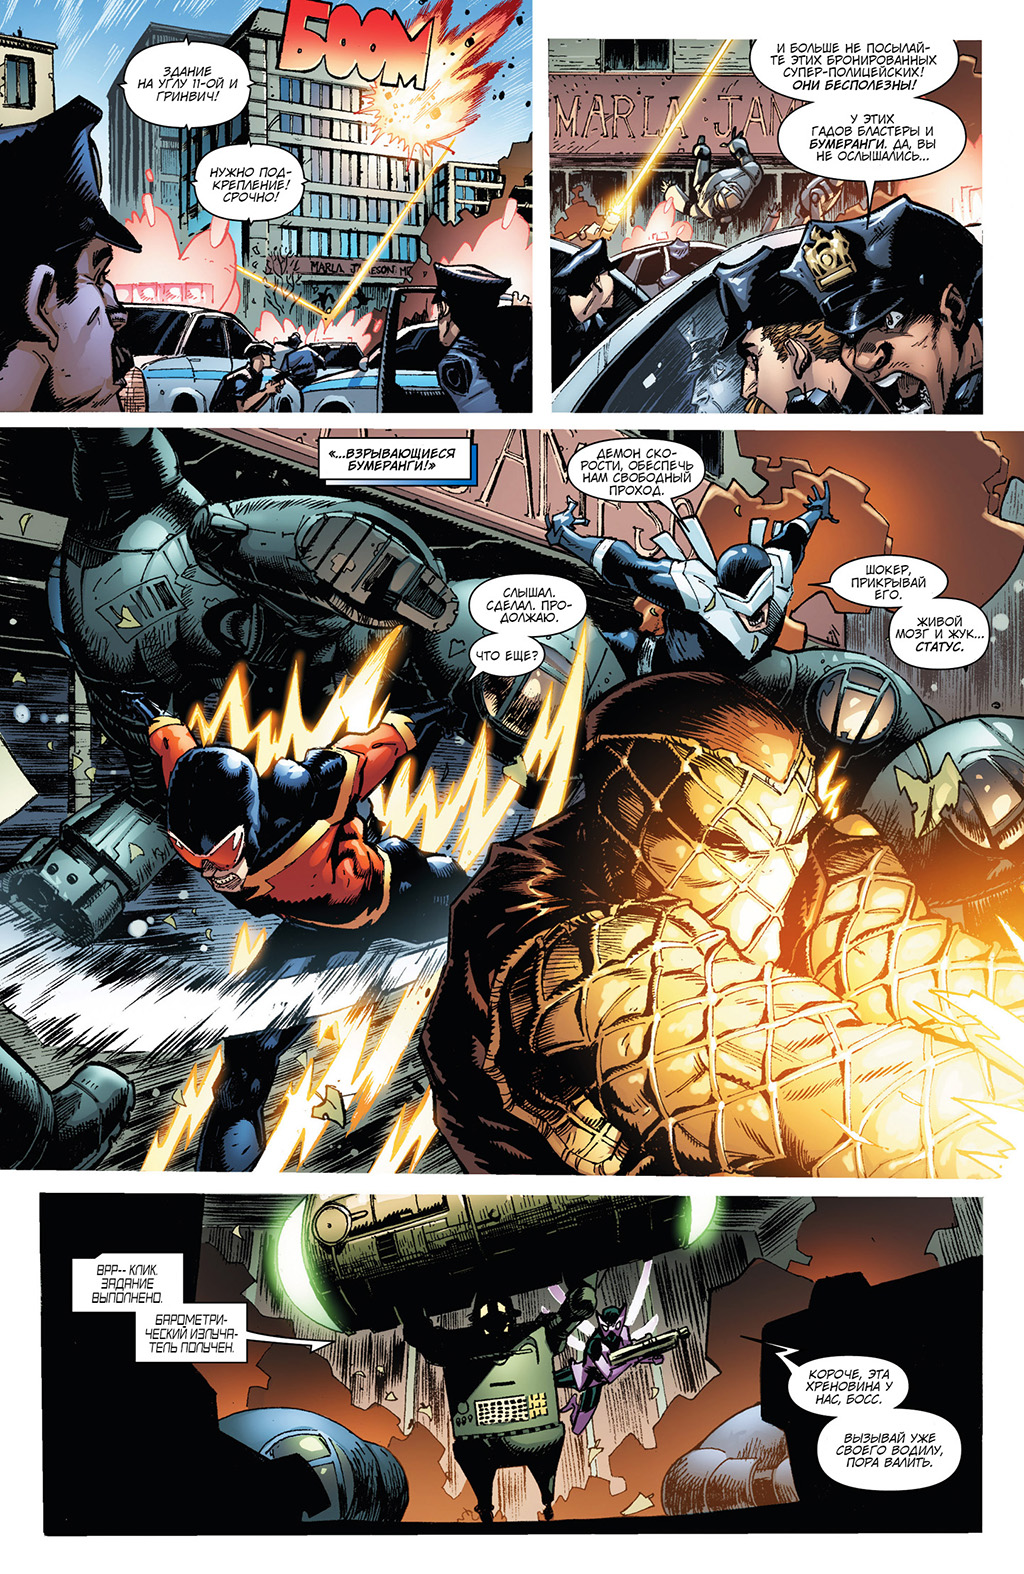 БООМ
ЗДАНИЕ
НА УГЛУ 11-ОЙ И
ГРИНВИЧ!
НУЖНО ПОД-
КРЕПЛЕНИЕ!
СРОЧНО!
MARLA JAMESON
И БОЛЬШЕ НЕ ПОСЫЛАЙ-
ТЕ ЭТИХ БРОНИРОВАННЫХ
СУПЕР-ПОЛИЦЕЙСКИХ!
ОНИ БЕСПОЛЕЗНЫ!
У ЭТИХ
ГАДОВ БЛАСТЕРЫ И
БУМЕРАНГИ. ДА, ВЫ
НЕ ОСЛЫШАЛИСЬ...
MARLA JAM
«...ВЗРЫВАЮЩИЕСЯ
БУМЕРАНГИ!»
ДЕМОН СКО-
РОСТИ, ОБЕСПЕЧЬ
НАМ СВОБОДНЫЙ
ПРОХОД.
СЛЫШАЛ.
СДЕЛАЛ. ПРО-
ДОЛЖАЮ.
ЧТО ЕЩЕ?
ШОКЕР,
ПРИКРЫВАЙ
ЕГО.
ЖИВОЙ
МОЗГ И ЖУК...
СТАТУС.
ВРР-- КЛИК.
ЗАДАНИЕ
ВЫПОЛНЕНО.
БАРОМЕТРИ-
ЧЕСКИЙ ИЗЛУЧА-
ТЕЛЬ ПОЛУЧЕН.
КОРОЧЕ, ЭТА
ХРЕНОВИНА У
НАС, БОСС.
ВЫЗЫВАЙ УЖЕ
СВОЕГО ВОДИЛУ,
ПОРА ВАЛИТЬ.